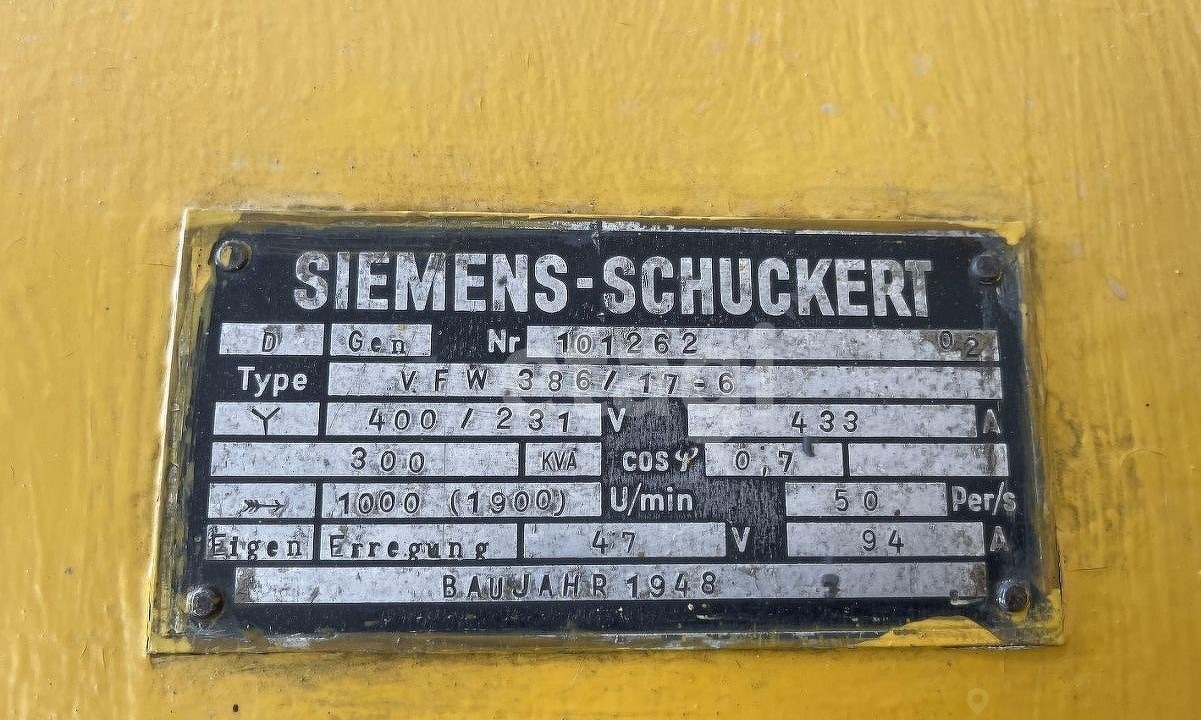 SIEMENS-SCHUCKERT
D Gen Nr 101262 02
Type VFW 386/17-6
Y 400/231 V 433 A
300 KVA cosφ 0,7
1000 (1900) U/min 50 Per/s
Eigen Erregung 47 V 94 A
BAUJAHR 1948